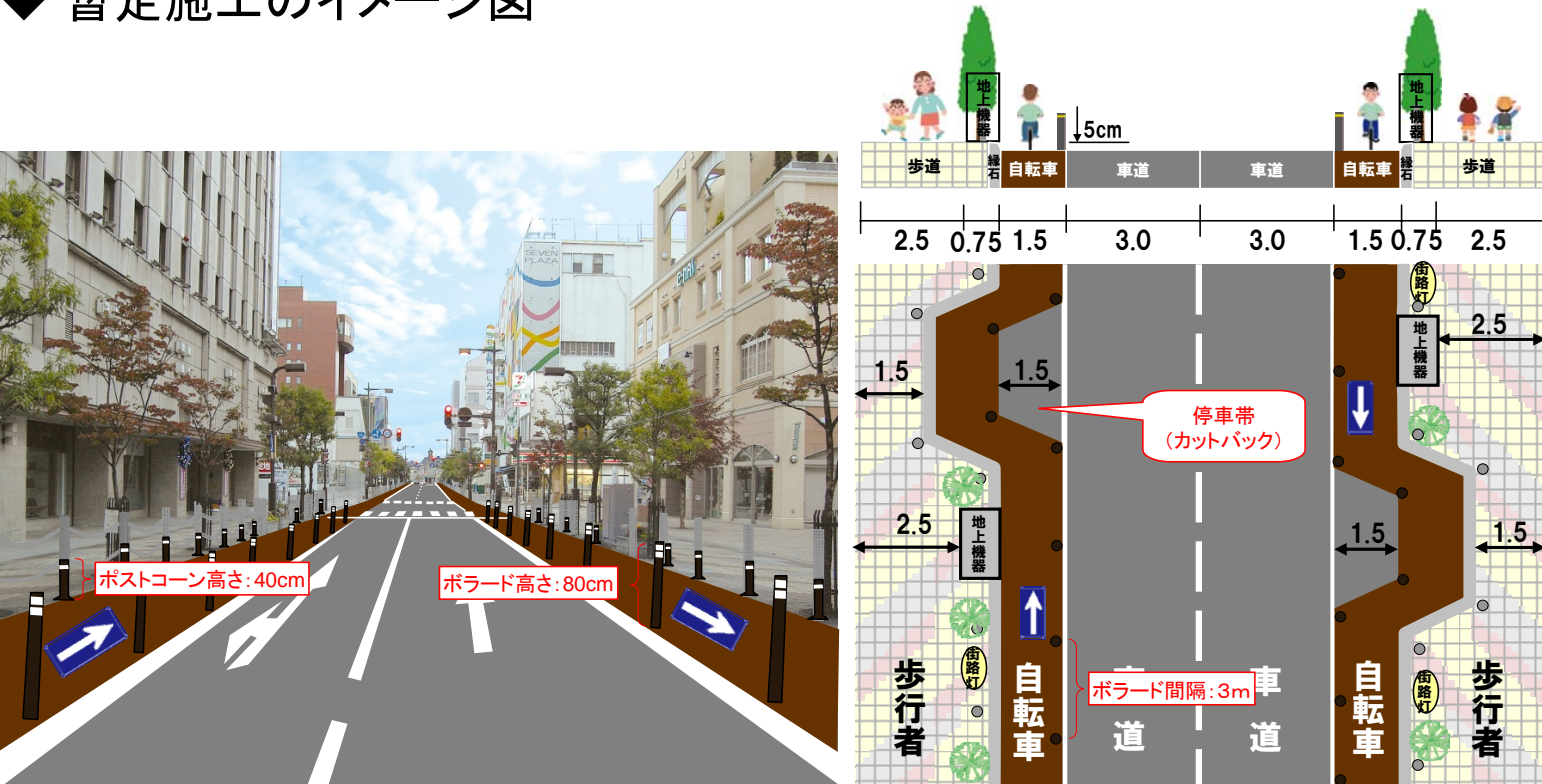 ◆ 暫定施工のイメージ図
SEVEN
PLAZA
ポストコーン高さ：40cm
ボラード高さ：80cm
地上機器
地上機器
5cm
歩道
縁石
自転車
車道
車道
自転車
縁石
歩道
2.5
0.75
1.5
3.0
3.0
1.5
0.75
2.5
街路灯
地上機器
2.5
1.5
1.5
停車帯
（カットバック）
2.5
地上機器
1.5
1.5
街路灯
ボラード間隔：3ｍ
街路灯
歩行者
自転車
車道
車道
自転車
歩行者